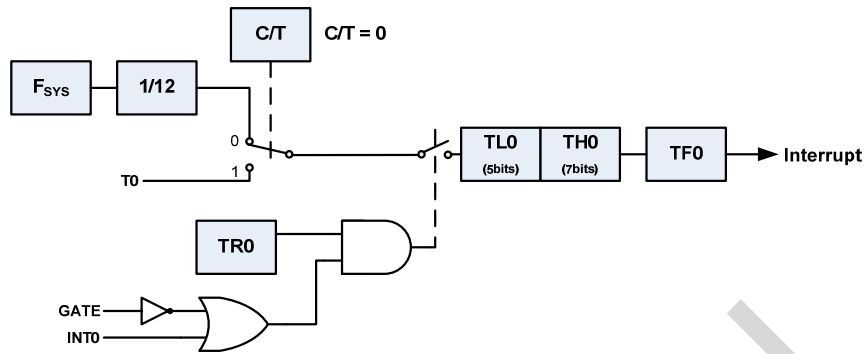 C/T
C/T = 0
FSYS
1/12
0
1
T0
TL0
(5bits)
TH0
(7bits)
TF0
Interrupt
TR0
GATE
INT0